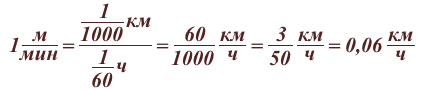 1 м/мин = (1/1000 км)/(1/60 ч) = 60/1000 км/ч = 3/50 км/ч = 0,06 км/ч